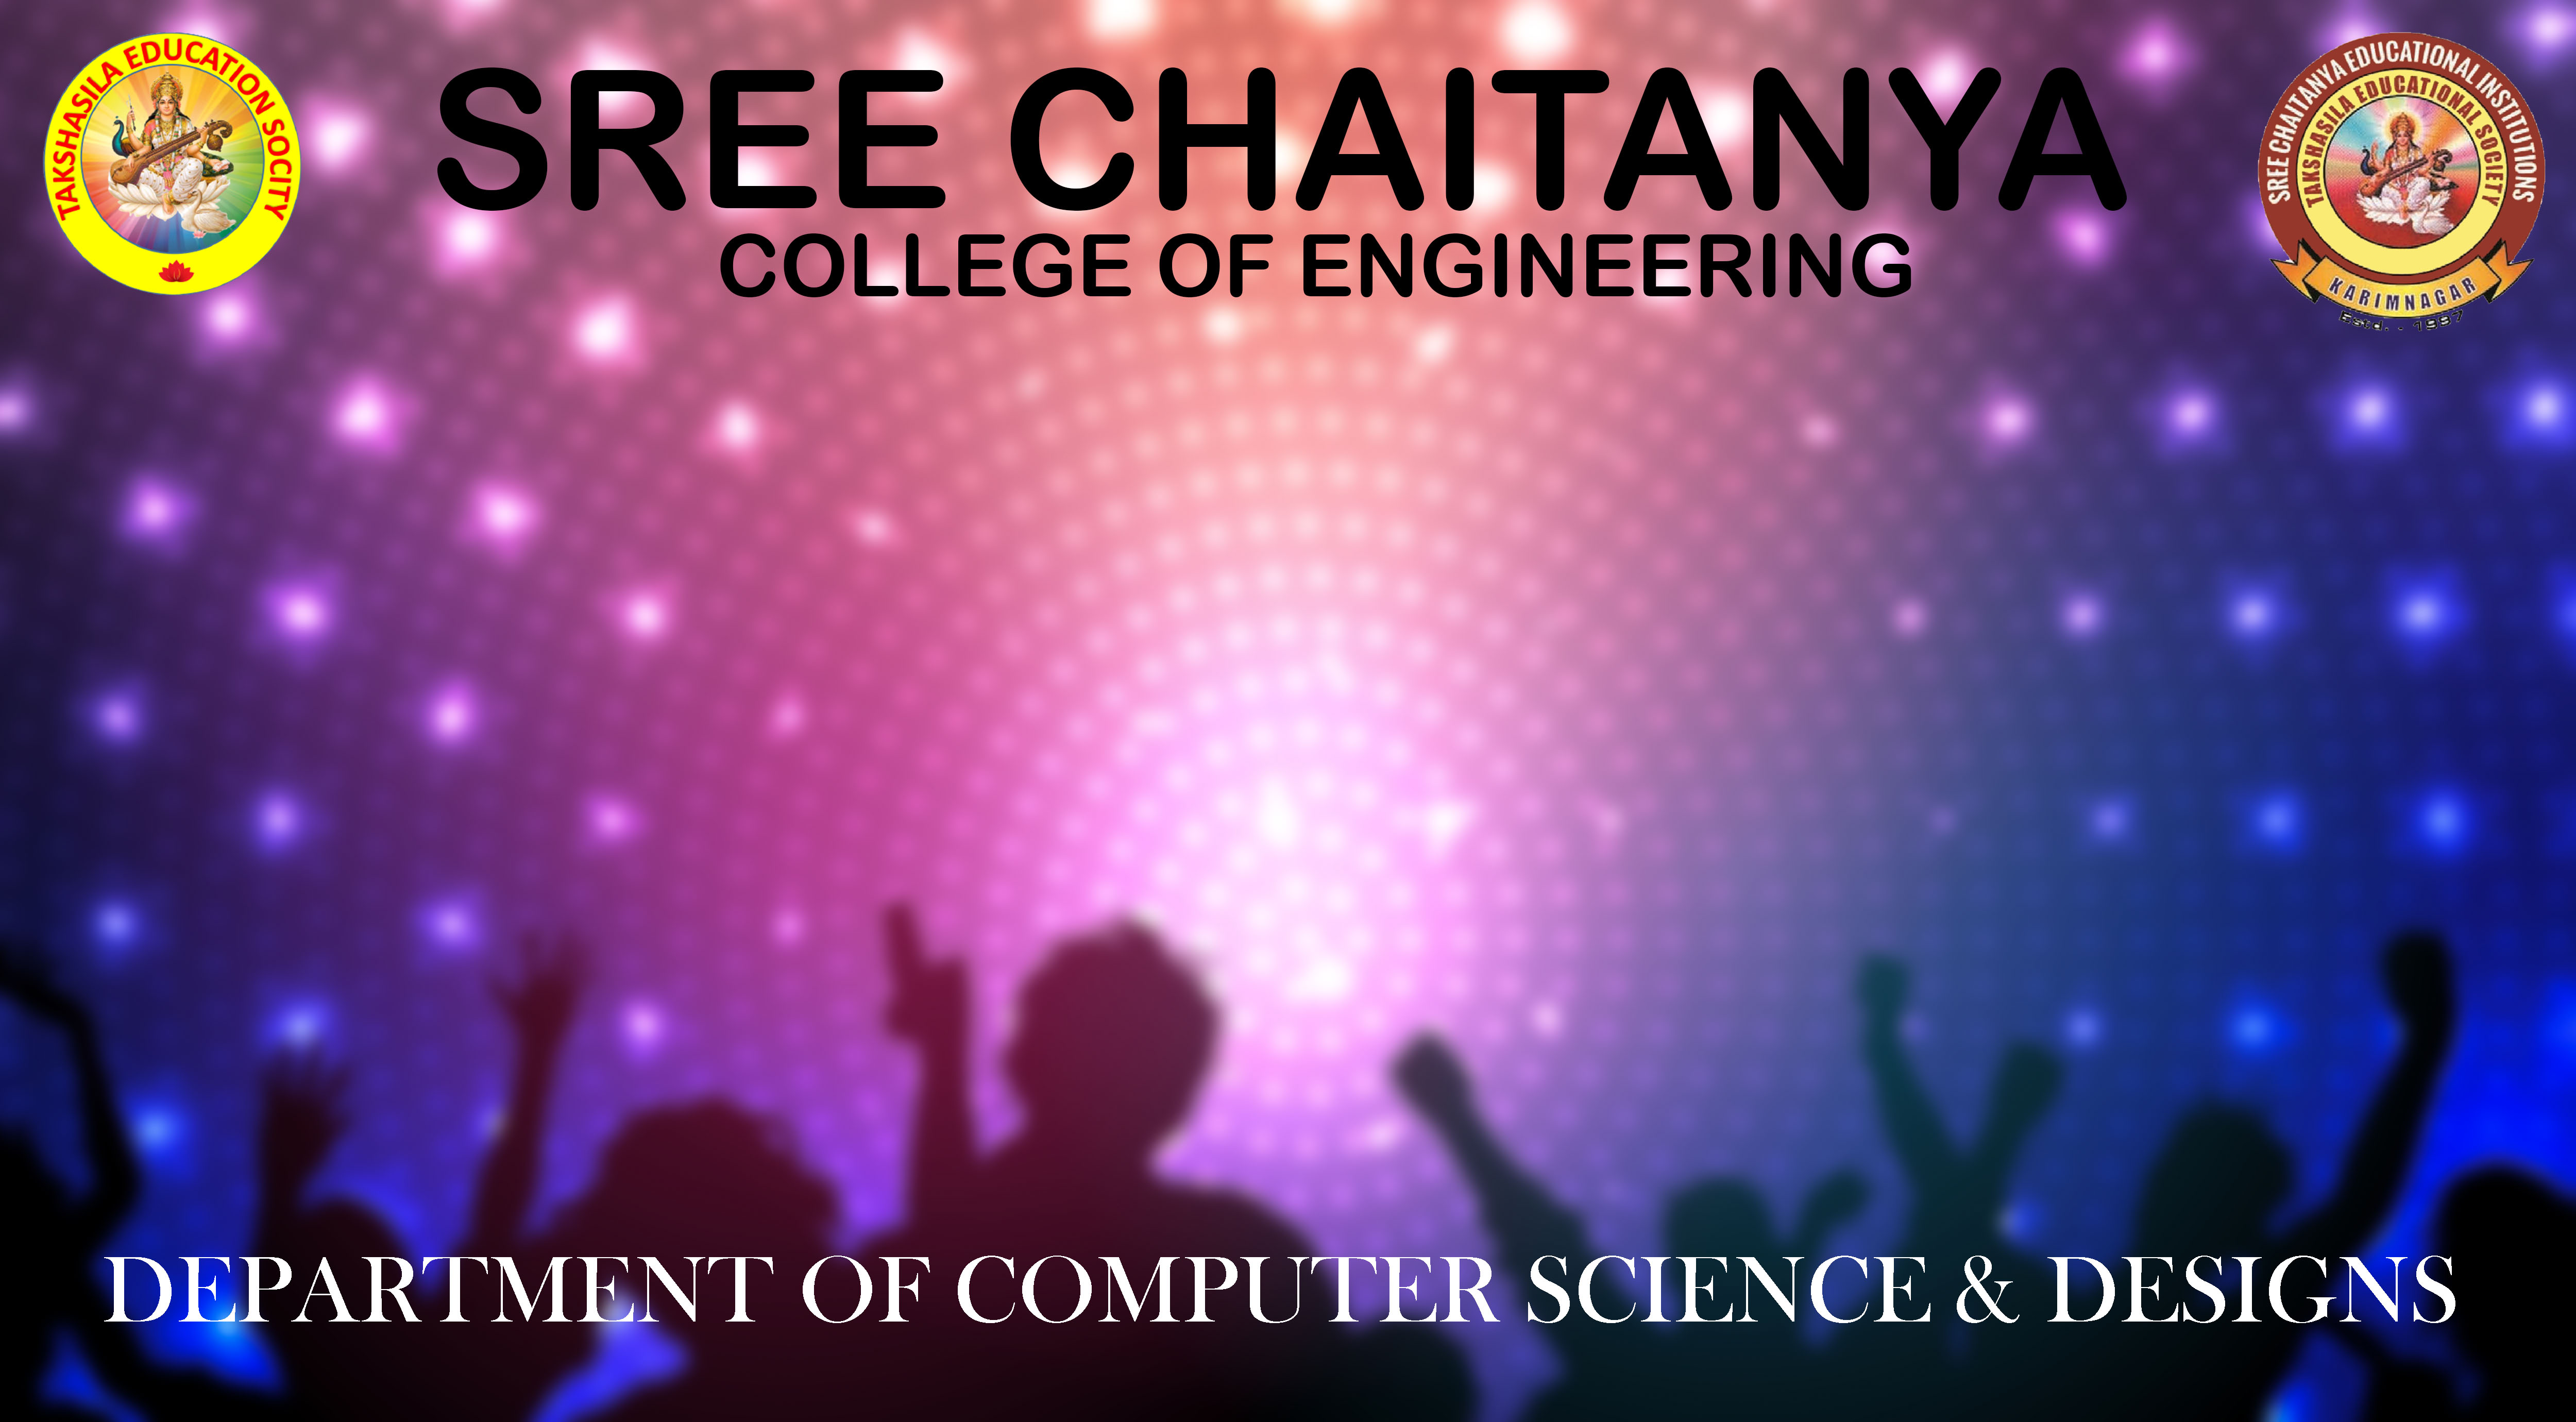 TAKSHASILA EDUCATION SOCITY
SREE CHAITANYA
COLLEGE OF ENGINEERING
SREE CHAITANYA EDUCATIONAL INSTITUTIONS
TAKSHASILA EDUCATIONAL SOCIETY
KARIMNAGAR
Estd. - 1997
DEPARTMENT OF COMPUTER SCIENCE & DESIGNS